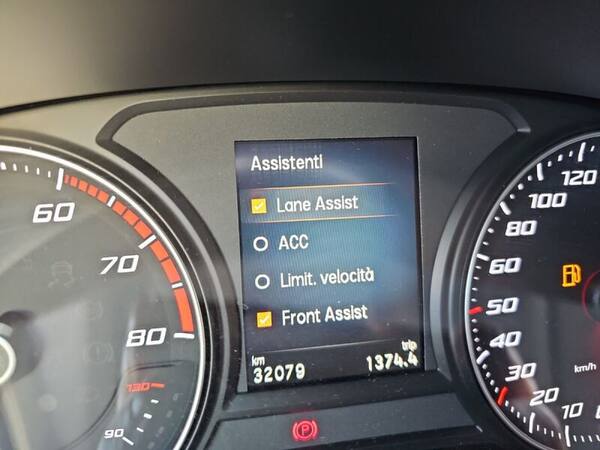 Assistenti
Lane Assist
ACC
Limit. velocità
Front Assist
km
trip
32079
1374.4
60
70
80
130
90
120
100
80
60
50
40
30
20
10
km/h
P